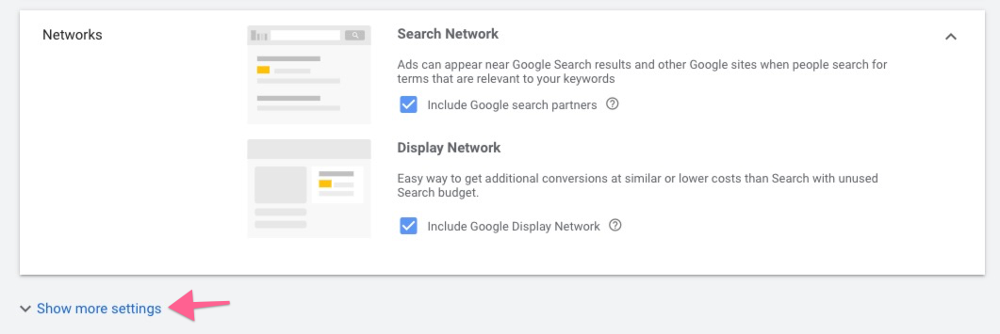 Networks
Search Network
Ads can appear near Google Search results and other Google sites when people search for
terms that are relevant to your keywords
Include Google search partners
Display Network
Easy way to get additional conversions at similar or lower costs than Search with unused
Search budget.
Include Google Display Network
Show more settings